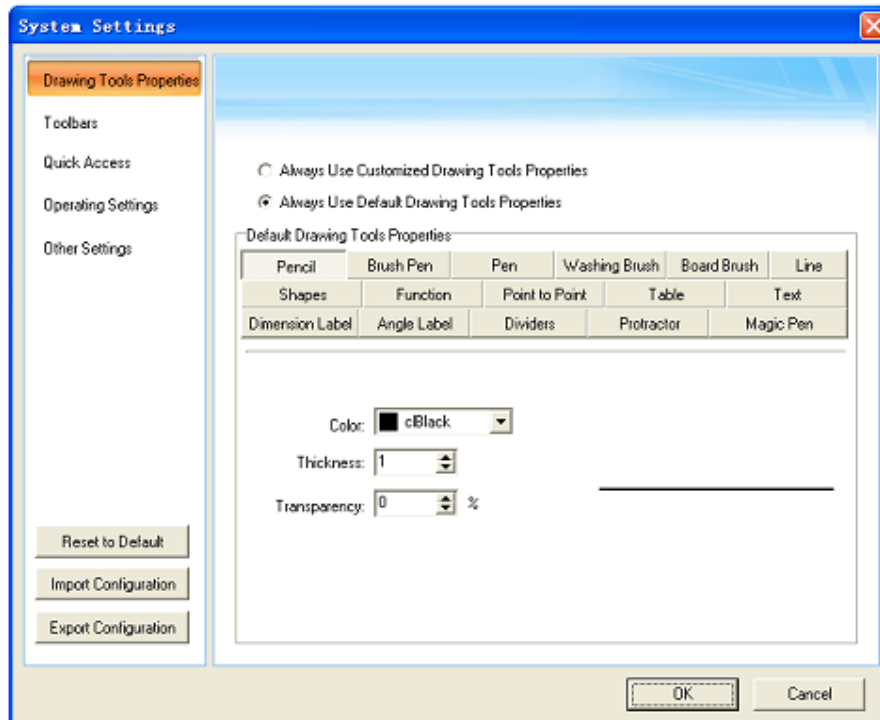 System Settings
Drawing Tools Properties
Toolbars
Quick Access
Operating Settings
Other Settings
Reset to Default
Import Configuration
Export Configuration
Always Use Customized Drawing Tools Properties
Always Use Default Drawing Tools Properties
Default Drawing Tools Properties
Pencil Brush Pen Pen Washing Brush Board Brush Line
Shapes Function Point to Point Table Text
Dimension Label Angle Label Dividers Protractor Magic Pen
Color: clBlack
Thickness: 1
Transparency: 0 %
OK Cancel